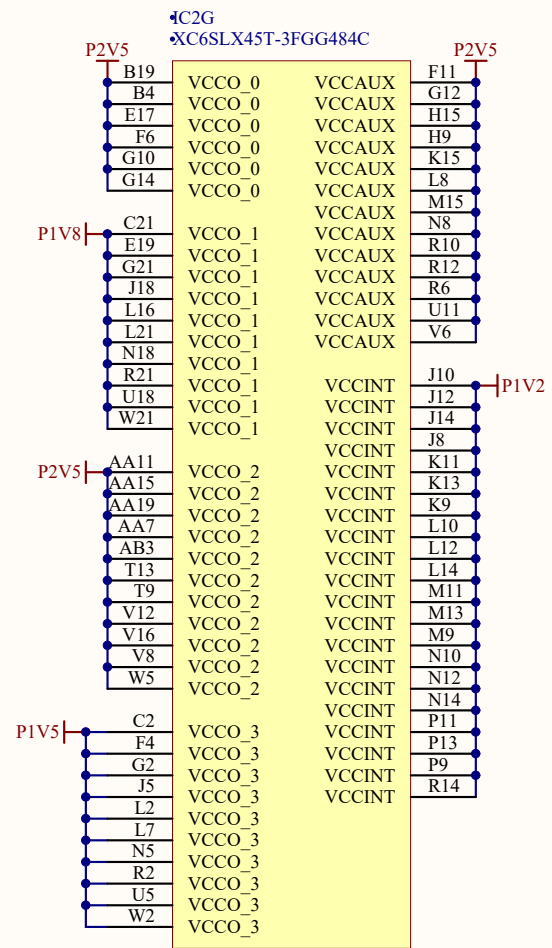 IC2G
XC6SLX45T-3FGG484C
P2V5 P2V5
B19 VCCO_0 VCCAUX F11
B4 VCCO_0 VCCAUX G12
E17 VCCO_0 VCCAUX H15
F6 VCCO_0 VCCAUX H9
G10 VCCO_0 VCCAUX K15
G14 VCCO_0 VCCAUX L8
VCCAUX M15
P1V8 C21 VCCO_1 VCCAUX N8
E19 VCCO_1 VCCAUX R10
G21 VCCO_1 VCCAUX R12
J18 VCCO_1 VCCAUX R6
L16 VCCO_1 VCCAUX U11
L21 VCCO_1 VCCAUX V6
N18 VCCO_1
R21 VCCO_1 VCCINT J10 P1V2
U18 VCCO_1 VCCINT J12
W21 VCCO_1 VCCINT J14
VCCINT J8
P2V5 AA11 VCCO_2 VCCINT K11
AA15 VCCO_2 VCCINT K13
AA19 VCCO_2 VCCINT K9
AA7 VCCO_2 VCCINT L10
AB3 VCCO_2 VCCINT L12
T13 VCCO_2 VCCINT L14
T9 VCCO_2 VCCINT M11
V12 VCCO_2 VCCINT M13
V16 VCCO_2 VCCINT M9
V8 VCCO_2 VCCINT N10
W5 VCCO_2 VCCINT N12
VCCINT N14
P1V5 C2 VCCO_3 VCCINT P11
F4 VCCO_3 VCCINT P13
G2 VCCO_3 VCCINT P9
J5 VCCO_3 VCCINT R14
L2 VCCO_3
L7 VCCO_3
N5 VCCO_3
R2 VCCO_3
U5 VCCO_3
W2 VCCO_3